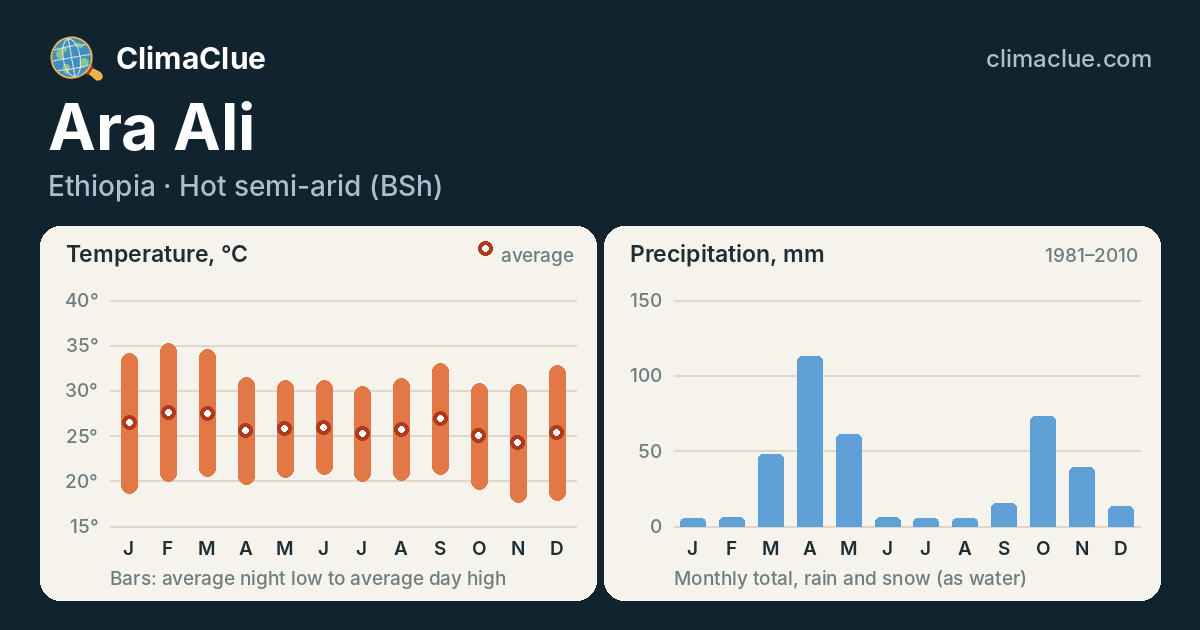 ClimaClue
climaclue.com
Ara Ali
Ethiopia · Hot semi-arid (BSh)
Temperature, °C
average
40°
35°
30°
25°
20°
15°
J F M A M J J A S O N D
Bars: average night low to average day high
Precipitation, mm
1981–2010
150
100
50
0
J F M A M J J A S O N D
Monthly total, rain and snow (as water)